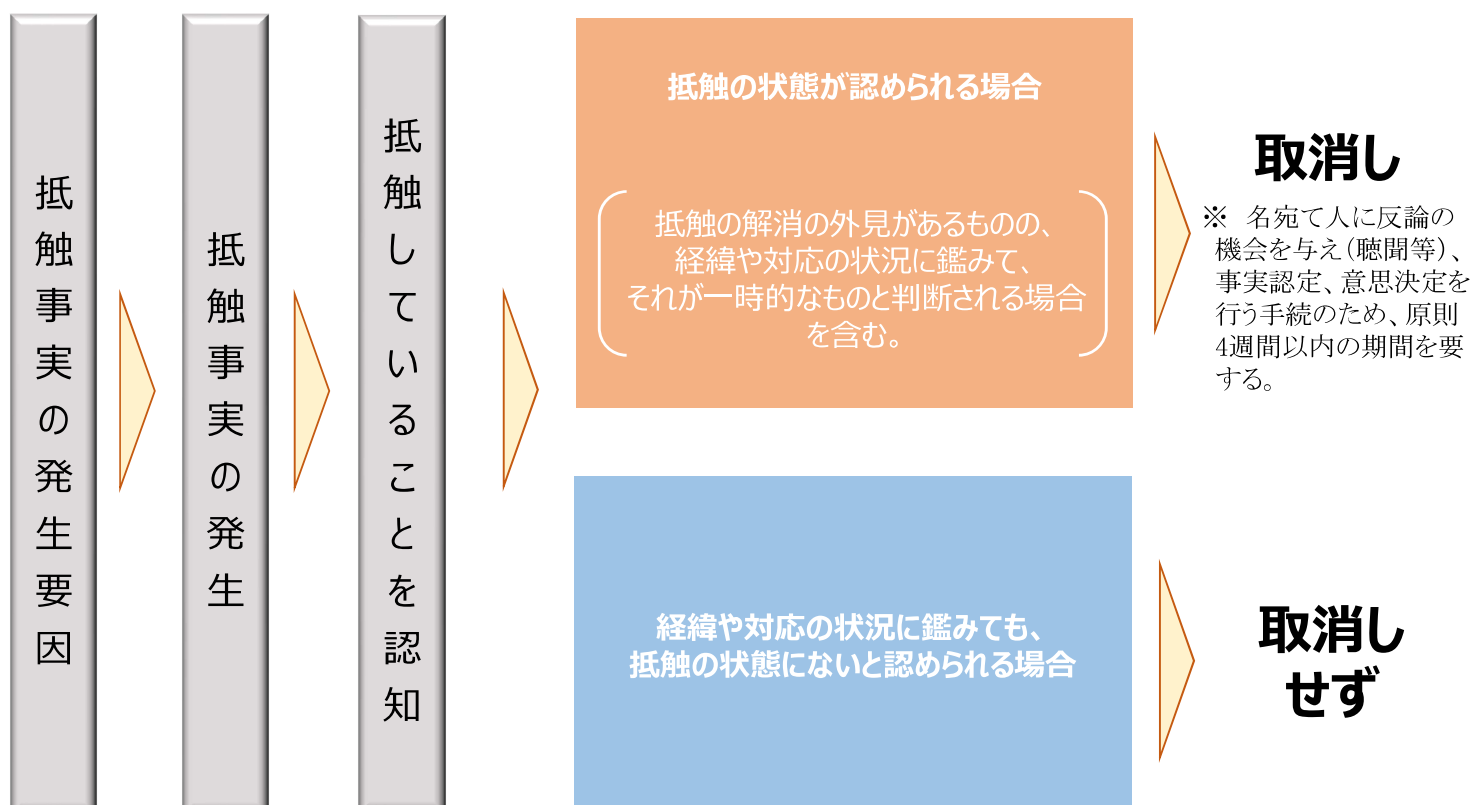 抵触事実の発生要因
抵触事実の発生
抵触していることを認知
抵触の状態が認められる場合
抵触の解消の外見があるものの、
経緯や対応の状況に鑑みて、
それが一時的なものと判断される場合
を含む。
取消し
※　名宛て人に反論の
機会を与え(聴聞等)、
事実認定、意思決定を
行う手続のため、原則
4週間以内の期間を要
する。
経緯や対応の状況に鑑みても、
抵触の状態にないと認められる場合
取消し
せず